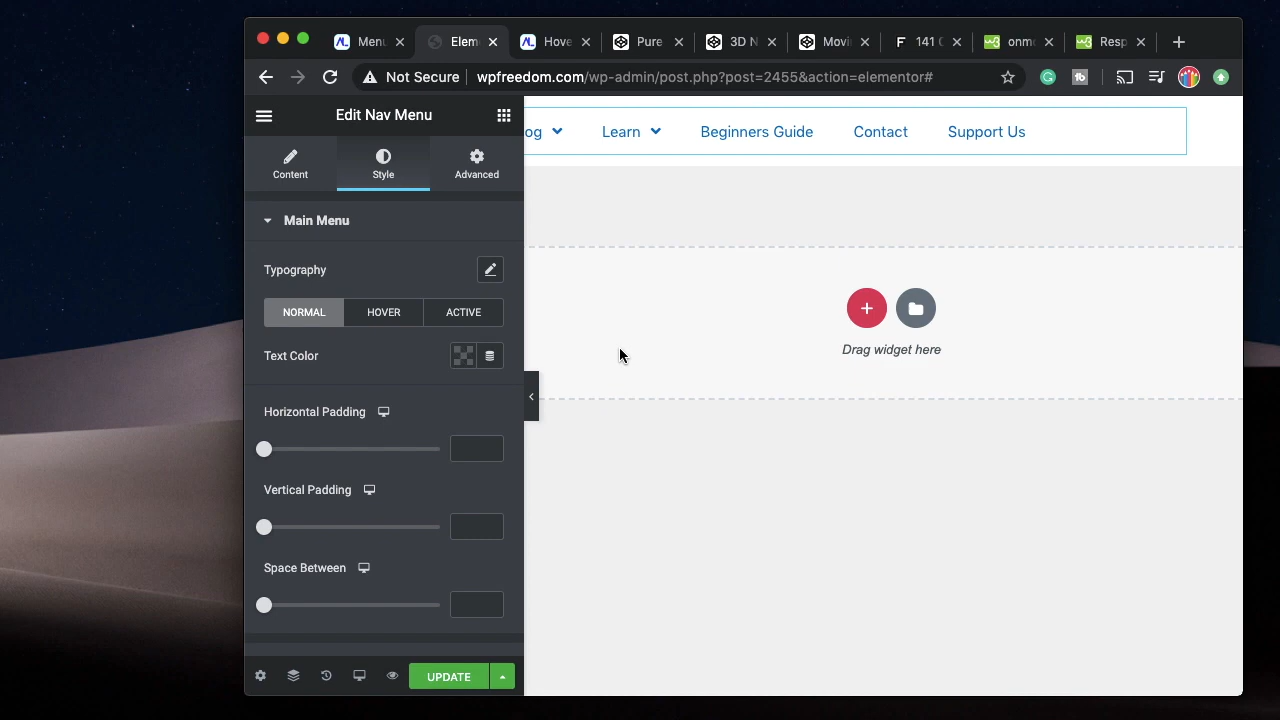 Menu
Elem
Hove
Pure
3D N
Movi
141 C
onmo
Resp
Not Secure
wpfreedom.com/wp-admin/post.php?post=2455&action=elementor#
Edit Nav Menu
og
Learn
Beginners Guide
Contact
Support Us
Content
Style
Advanced
Main Menu
Typography
NORMAL
HOVER
ACTIVE
Text Color
Drag widget here
Horizontal Padding
Vertical Padding
Space Between
UPDATE